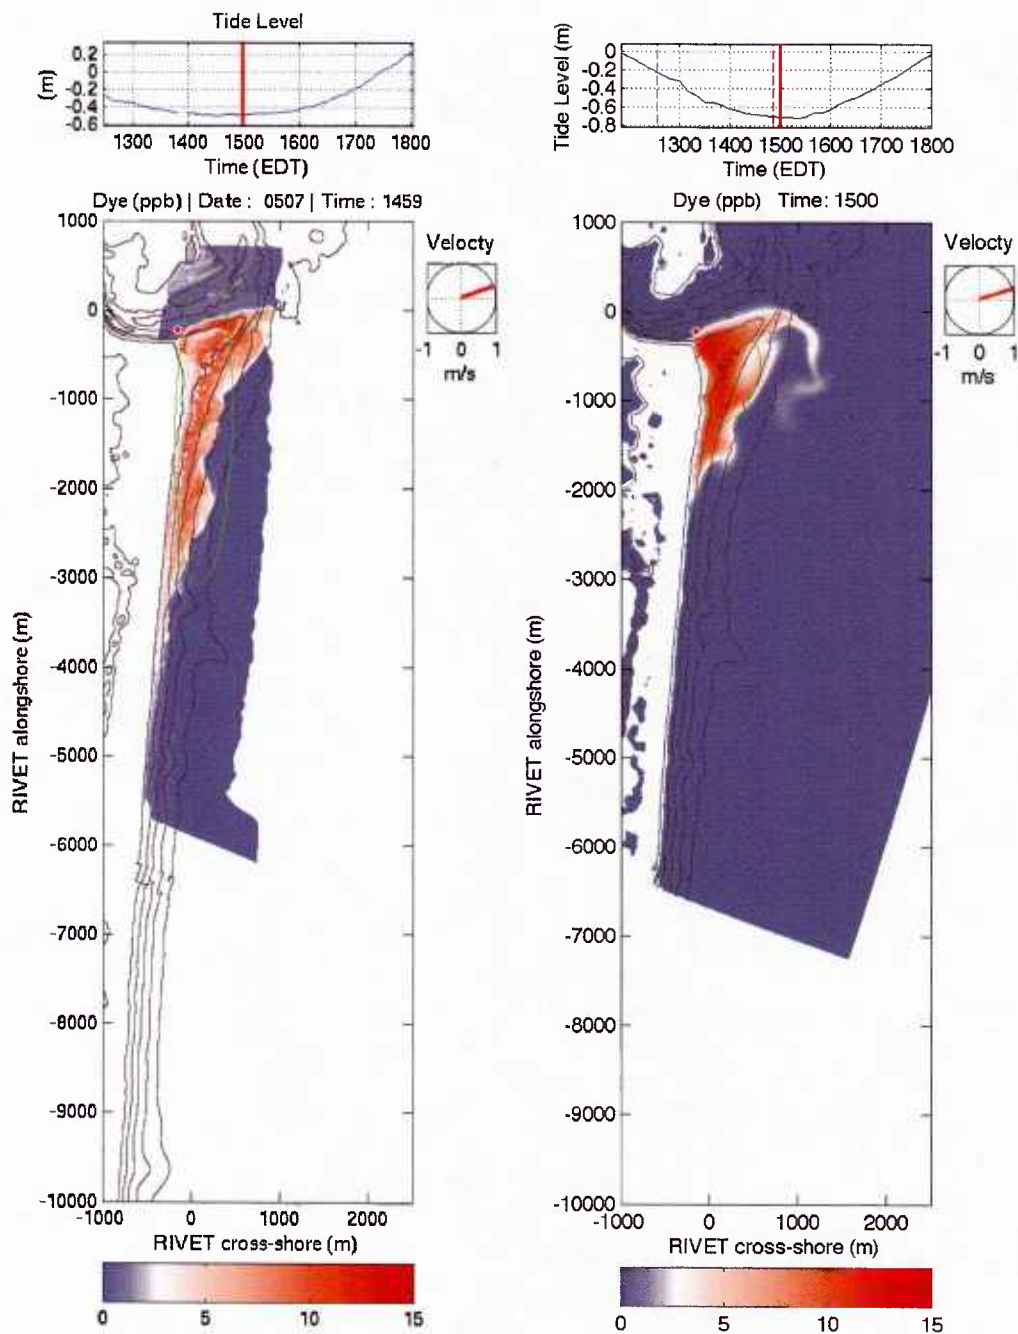 Tide Level
0.2
0
-0.2
-0.4
-0.6
(m)
1300 1400 1500 1600 1700 1800
Time (EDT)
Dye (ppb) | Date : 0507 | Time : 1459
1000
0
-1000
-2000
-3000
-4000
-5000
-6000
-7000
-8000
-9000
-10000
RIVET alongshore (m)
-1000 0 1000 2000
RIVET cross-shore (m)
0 5 10 15
Velocty
-1 0 1
m/s
0
-0.2
-0.4
-0.6
-0.8
Tide Level (m)
1300 1400 1500 1600 1700 1800
Time (EDT)
Dye (ppb) Time: 1500
1000
0
-1000
-2000
-3000
-4000
-5000
-6000
-7000
-8000
-9000
-10000
RIVET alongshore (m)
-1000 0 1000 2000
RIVET cross-shore (m)
0 5 10 15
Velocty
-1 0 1
m/s